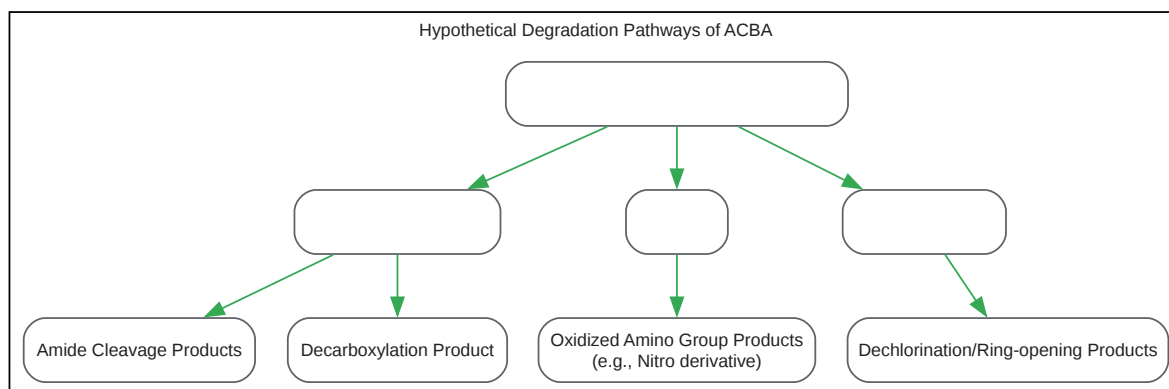 Hypothetical Degradation Pathways of ACBA
Amide Cleavage Products
Decarboxylation Product
Oxidized Amino Group Products
(e.g., Nitro derivative)
Dechlorination/Ring-opening Products